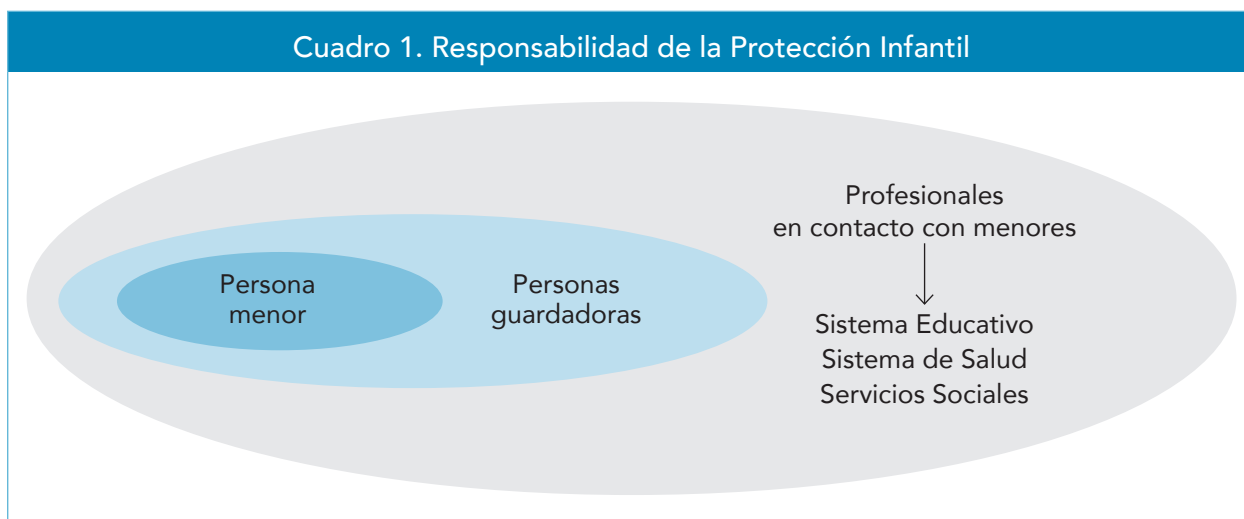 Cuadro 1. Responsabilidad de la Protección Infantil
Persona
menor
Personas
guardadoras
Profesionales
en contacto con menores
Sistema Educativo
Sistema de Salud
Servicios Sociales